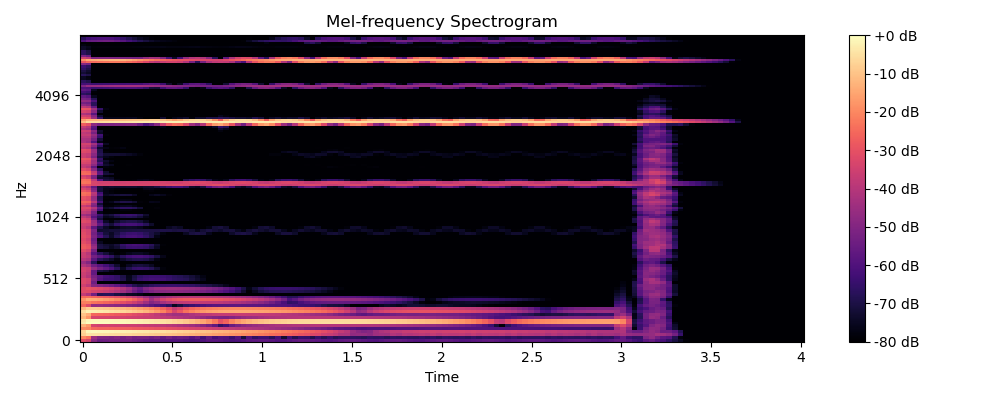 Mel-frequency Spectrogram
+0 dB
-10 dB
-20 dB
-30 dB
-40 dB
-50 dB
-60 dB
-70 dB
-80 dB
4096
2048
1024
512
0
Hz
0 0.5 1 1.5 2 2.5 3 3.5 4
Time